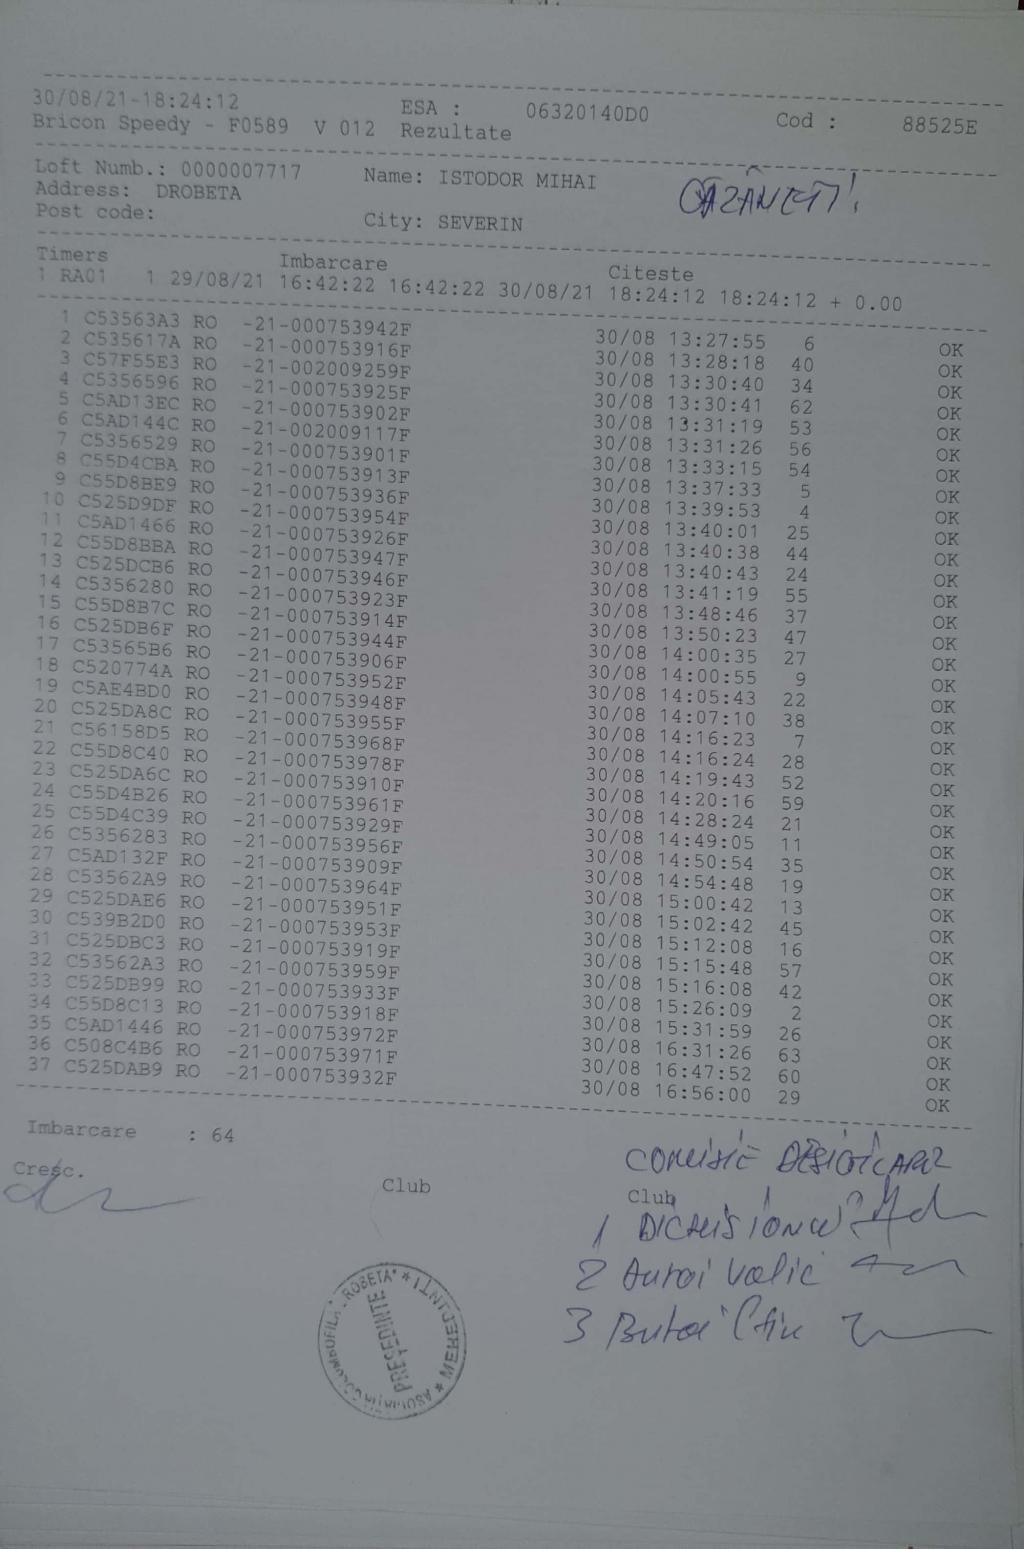 30/08/21-18:24:12 ESA : 06320140D0 Cod : 88525E
Bricon Speedy - F0589 V 012 Rezultate
Loft Numb.: 0000007717 Name: ISTODOR MIHAI
Address: DROBETA
Post code: City: SEVERIN
Timers Imbarcare Citeste
1 RA01 1 29/08/21 16:42:22 16:42:22 30/08/21 18:24:12 18:24:12 + 0.00
1 C53563A3 RO -21-000753942F 30/08 13:27:55 6 OK
2 C535617A RO -21-000753916F 30/08 13:28:18 40 OK
3 C57F55E3 RO -21-002009259F 30/08 13:30:40 34 OK
4 C5356596 RO -21-000753925F 30/08 13:30:41 62 OK
5 C5AD13EC RO -21-000753902F 30/08 13:31:19 53 OK
6 C5AD144C RO -21-002009117F 30/08 13:31:26 56 OK
7 C5356529 RO -21-000753901F 30/08 13:33:15 54 OK
8 C55D4CBA RO -21-000753913F 30/08 13:37:33 5 OK
9 C55D8BE9 RO -21-000753936F 30/08 13:39:53 4 OK
10 C525D9DF RO -21-000753954F 30/08 13:40:01 25 OK
11 C5AD1466 RO -21-000753926F 30/08 13:40:38 44 OK
12 C55D8BBA RO -21-000753947F 30/08 13:40:43 24 OK
13 C525DCB6 RO -21-000753946F 30/08 13:41:19 55 OK
14 C5356280 RO -21-000753923F 30/08 13:48:46 37 OK
15 C55D8B7C RO -21-000753914F 30/08 13:50:23 47 OK
16 C525DB6F RO -21-000753944F 30/08 14:00:35 27 OK
17 C53565B6 RO -21-000753906F 30/08 14:00:55 9 OK
18 C520774A RO -21-000753952F 30/08 14:05:43 22 OK
19 C5AE4BD0 RO -21-000753948F 30/08 14:07:10 38 OK
20 C525DA8C RO -21-000753955F 30/08 14:16:23 7 OK
21 C56158D5 RO -21-000753968F 30/08 14:16:24 28 OK
22 C55D8C40 RO -21-000753978F 30/08 14:19:43 52 OK
23 C525DA6C RO -21-000753910F 30/08 14:20:16 59 OK
24 C55D4B26 RO -21-000753961F 30/08 14:28:24 21 OK
25 C55D4C39 RO -21-000753929F 30/08 14:49:05 11 OK
26 C5356283 RO -21-000753956F 30/08 14:50:54 35 OK
27 C5AD132F RO -21-000753909F 30/08 14:54:48 19 OK
28 C53562A9 RO -21-000753964F 30/08 15:00:42 13 OK
29 C525DAE6 RO -21-000753951F 30/08 15:02:42 45 OK
30 C539B2D0 RO -21-000753953F 30/08 15:12:08 16 OK
31 C525DBC3 RO -21-000753919F 30/08 15:15:48 57 OK
32 C53562A3 RO -21-000753959F 30/08 15:16:08 42 OK
33 C525DB99 RO -21-000753933F 30/08 15:26:09 2 OK
34 C55D8C13 RO -21-000753918F 30/08 15:31:59 26 OK
35 C5AD1446 RO -21-000753972F 30/08 16:31:26 63 OK
36 C508C4B6 RO -21-000753971F 30/08 16:47:52 60 OK
37 C525DAB9 RO -21-000753932F 30/08 16:56:00 29 OK
Imbarcare : 64
Cresc. Club Club
1
2
3
PRESEDINTE